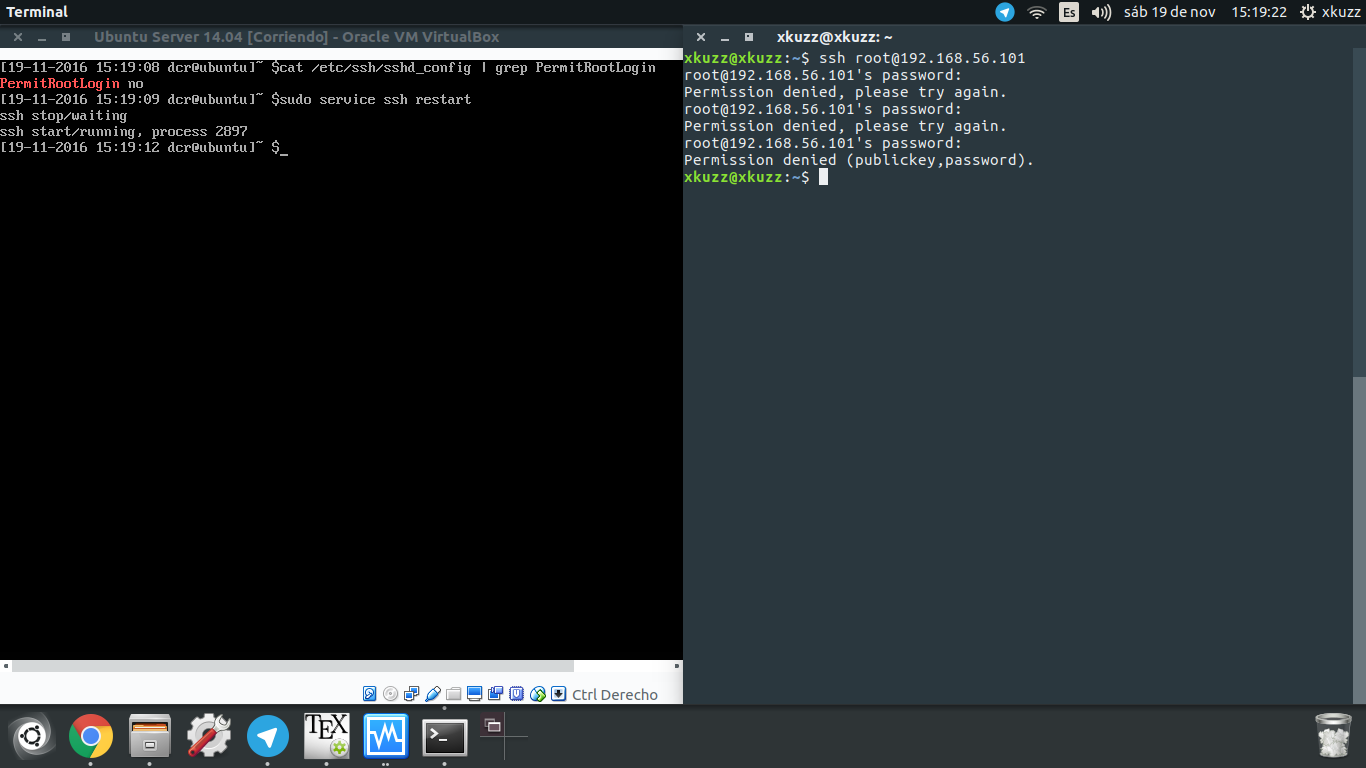 Terminal
Es
sáb 19 de nov
15:19:22
xkuzz
Ubuntu Server 14.04 [Corriendo] - Oracle VM VirtualBox
[19-11-2016 15:19:08 dcr@ubuntu]~ $cat /etc/ssh/sshd_config | grep PermitRootLogin
PermitRootLogin no
[19-11-2016 15:19:09 dcr@ubuntu]~ $sudo service ssh restart
ssh stop/waiting
ssh start/running, process 2897
[19-11-2016 15:19:12 dcr@ubuntu]~ $_
Ctrl Derecho
xkuzz@xkuzz: ~
xkuzz@xkuzz:~$ ssh root@192.168.56.101
root@192.168.56.101's password:
Permission denied, please try again.
root@192.168.56.101's password:
Permission denied, please try again.
root@192.168.56.101's password:
Permission denied (publickey,password).
xkuzz@xkuzz:~$
TEX
>_